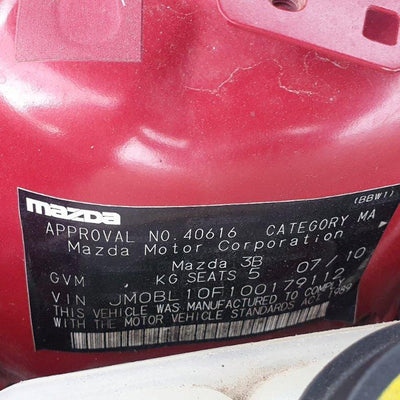 mazda (BBW1)
APPROVAL NO. 40616 CATEGORY MA
Mazda Motor Corporation
Mazda 3B 07/10
GVM KG SEATS 5
VIN JM0BL10F100179112
THIS VEHICLE WAS MANUFACTURED TO COMPLY
WITH THE MOTOR VEHICLE STANDARDS ACT 1989